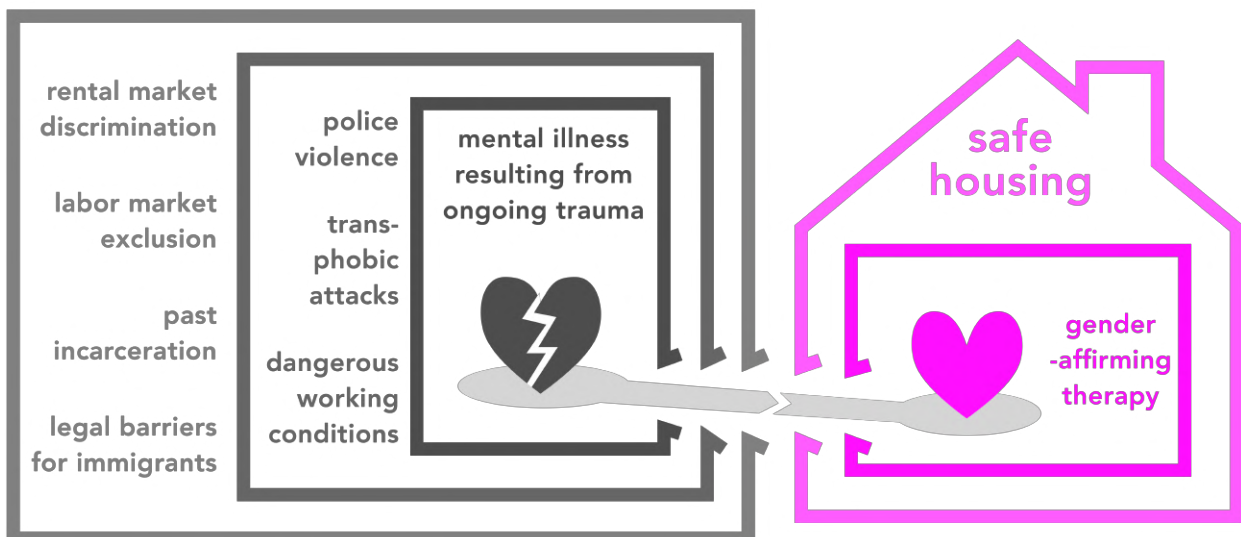 rental market
discrimination
labor market
exclusion
past
incarceration
legal barriers
for immigrants
police
violence
trans-
phobic
attacks
dangerous
working
conditions
mental illness
resulting from
ongoing trauma
safe
housing
gender
-affirming
therapy